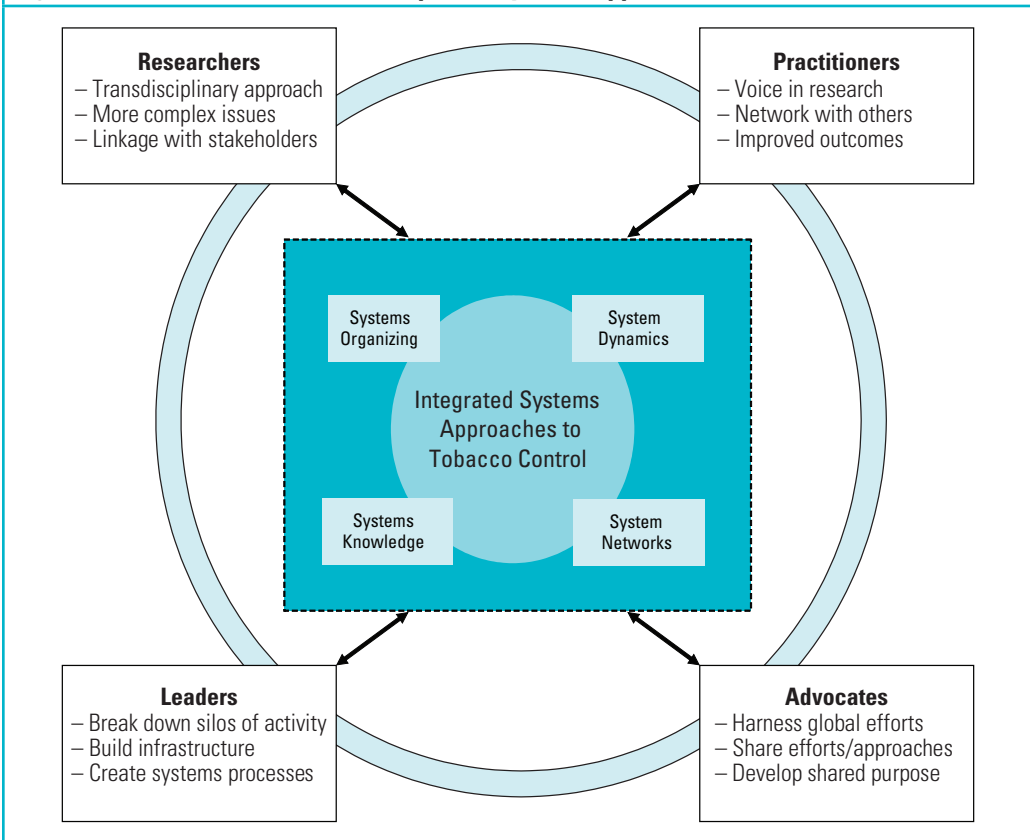 Researchers
– Transdisciplinary approach
– More complex issues
– Linkage with stakeholders
Practitioners
– Voice in research
– Network with others
– Improved outcomes
Systems
Organizing
System
Dynamics
Integrated Systems
Approaches to
Tobacco Control
Systems
Knowledge
System
Networks
Leaders
– Break down silos of activity
– Build infrastructure
– Create systems processes
Advocates
– Harness global efforts
– Share efforts/approaches
– Develop shared purpose